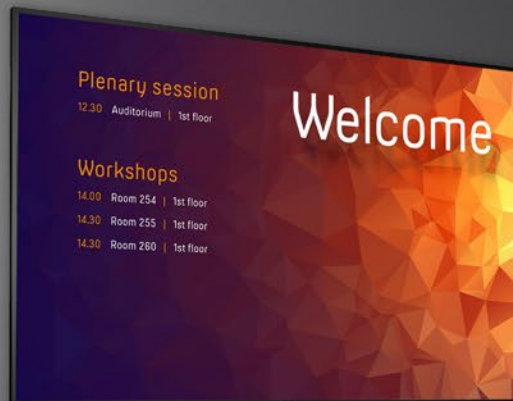 Plenary session
12.30 Auditorium | 1st floor
Welcome
Workshops
14.00 Room 254 | 1st floor
14.30 Room 255 | 1st floor
14.30 Room 260 | 1st floor